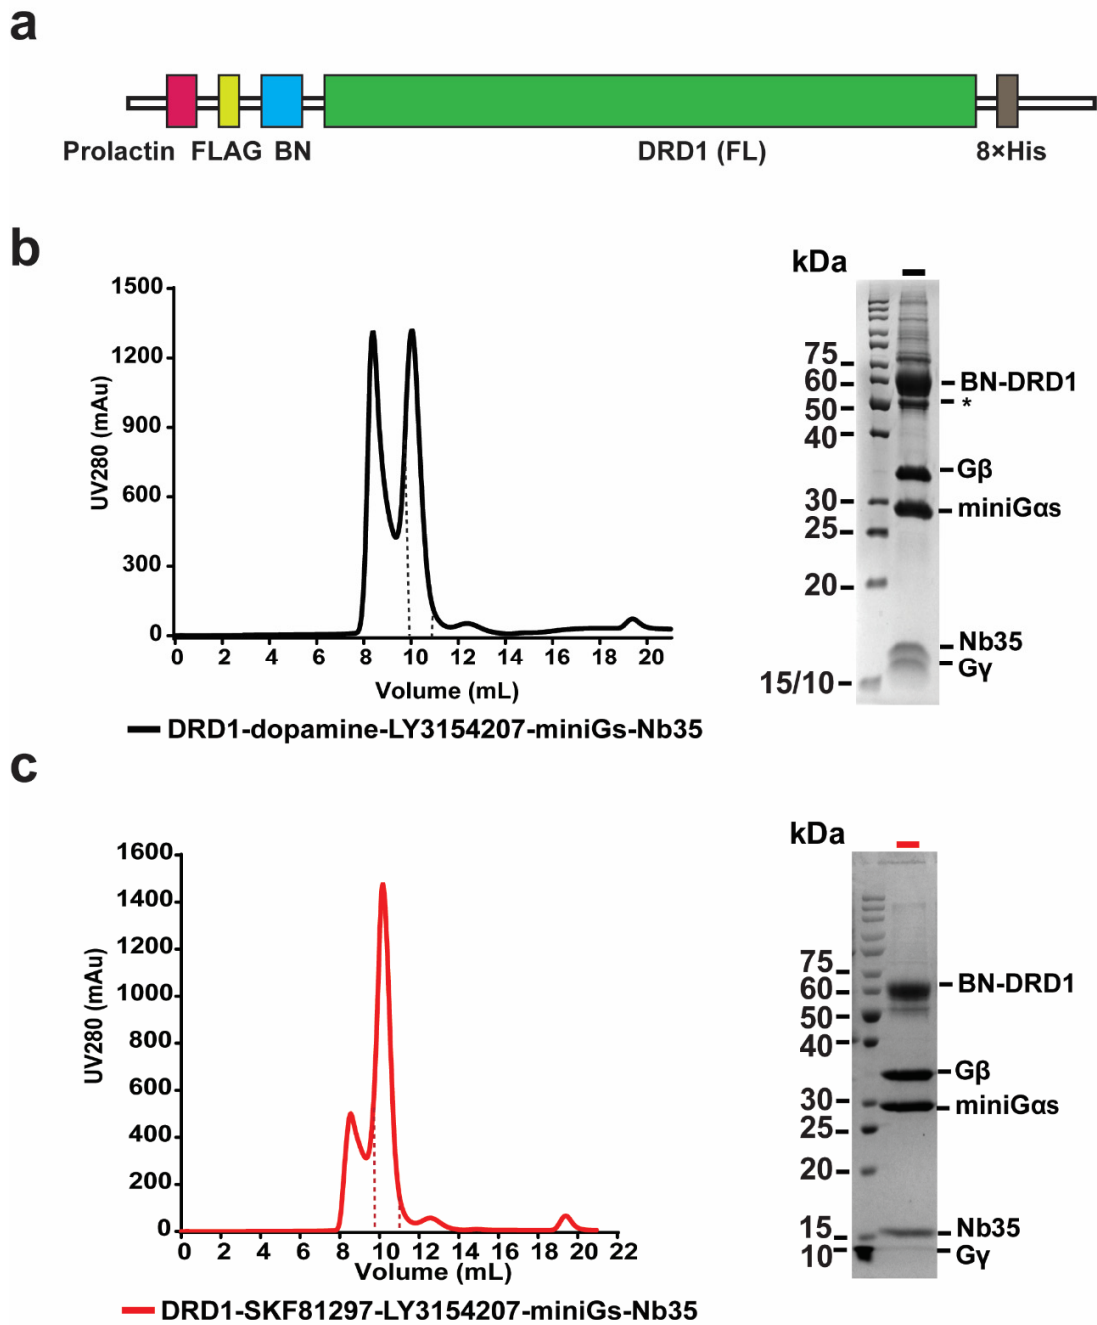 a
Prolactin FLAG BN DRD1 (FL) 8×His
b
1500
1200
900
600
300
0
UV280 (mAu)
0 2 4 6 8 10 12 14 16 18 20
Volume (mL)
DRD1-dopamine-LY3154207-miniGs-Nb35
kDa
75
60
50
40
30
25
20
15/10
BN-DRD1
*
Gβ
miniGαs
Nb35
Gγ
c
1600
1400
1200
1000
800
600
400
200
0
UV280 (mAu)
0 2 4 6 8 10 12 14 16 18 20 22
Volume (mL)
DRD1-SKF81297-LY3154207-miniGs-Nb35
kDa
75
60
50
40
30
25
20
15
10
BN-DRD1
Gβ
miniGαs
Nb35
Gγ